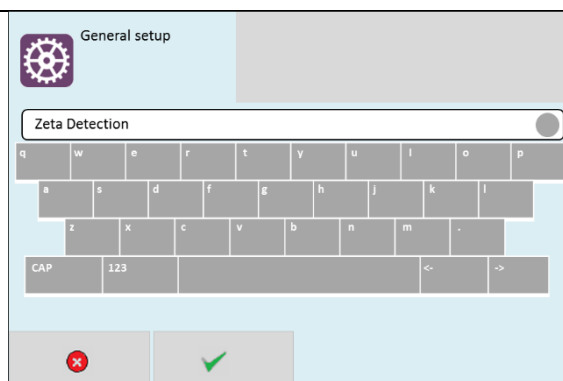 General setup
Zeta Detection
q w e r t y u l o p
a s d f g h j k l
z x c v b n m .
CAP 123 <- ->